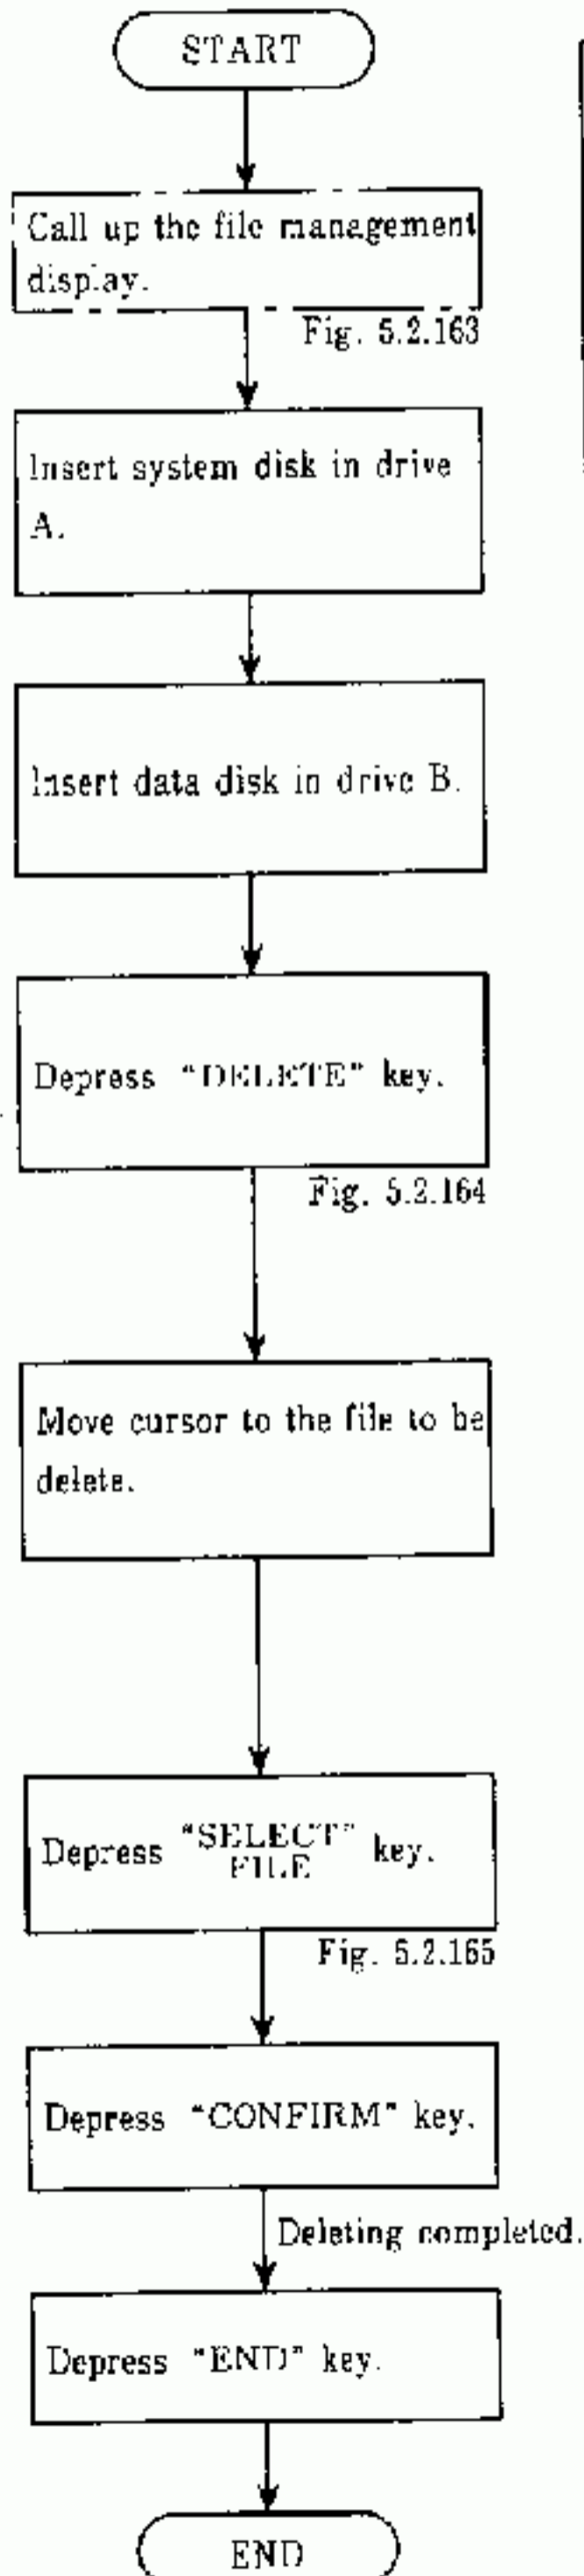 START
Call up the file management
display.
Fig. 5.2.163
Insert system disk in drive
A.
Insert data disk in drive B.
Depress "DELETE" key.
Fig. 5.2.164
Move cursor to the file to be
delete.
Depress "SELECT
FILE" key.
Fig. 5.2.165
Depress "CONFIRM" key.
Deleting completed.
Depress "END" key.
END